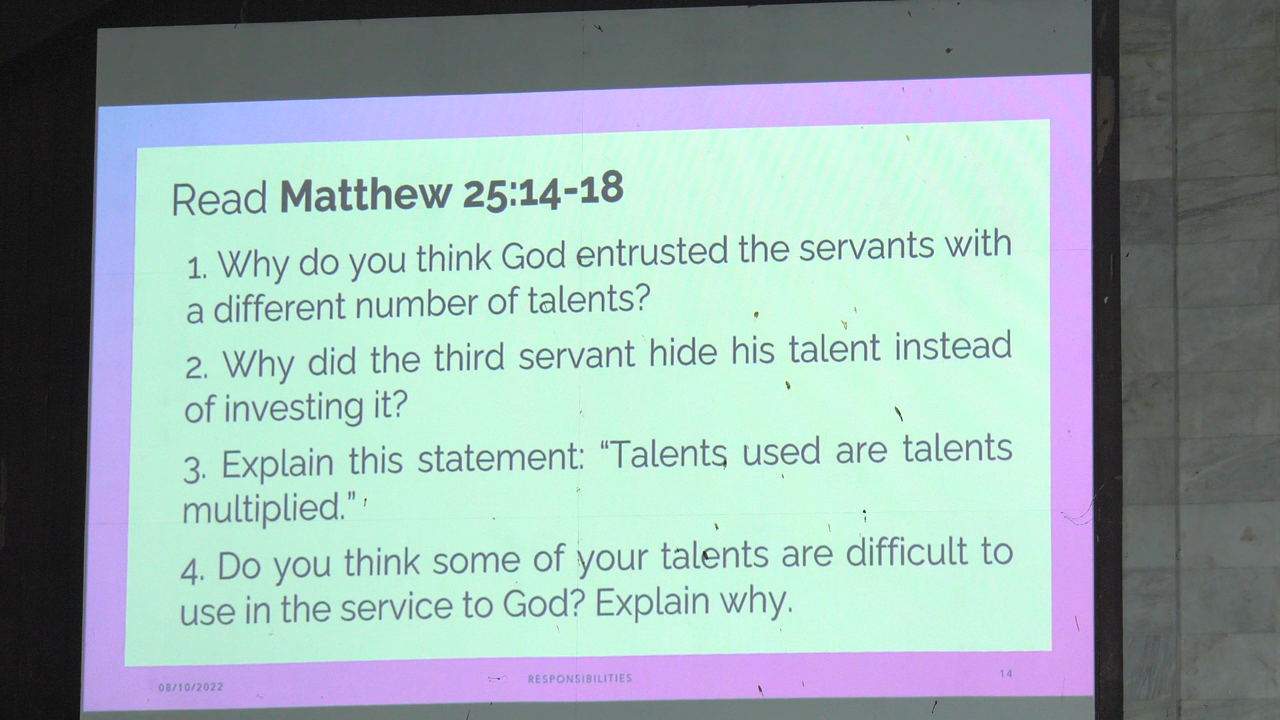 Read Matthew 25:14-18
1. Why do you think God entrusted the servants with
a different number of talents?
2. Why did the third servant hide his talent instead
of investing it?
3. Explain this statement: “Talents used are talents
multiplied.”
4. Do you think some of your talents are difficult to
use in the service to God? Explain why.
08/10/2022
RESPONSIBILITIES
14